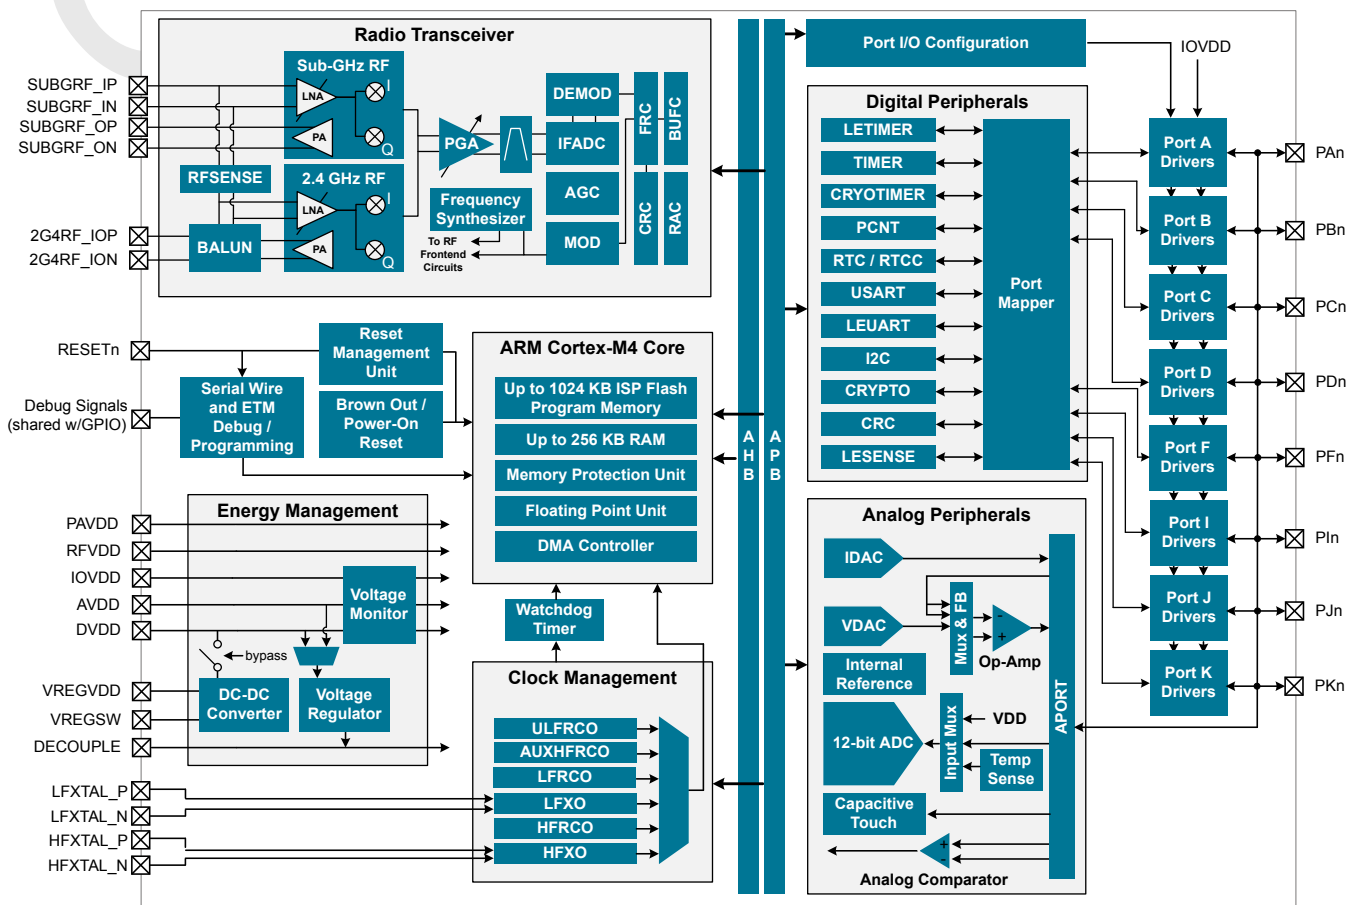 Radio Transceiver
Sub-GHz RF
SUBGRF_IP
SUBGRF_IN
SUBGRF_OP
SUBGRF_ON
LNA
I
PA
Q
RFSENSE
2.4 GHz RF
LNA
I
PA
Q
2G4RF_IOP
2G4RF_ION
BALUN
PGA
DEMOD
IFADC
AGC
MOD
FRC
BUFC
CRC
RAC
Frequency
Synthesizer
To RF
Frontend
Circuits
RESETn
Debug Signals
(shared w/GPIO)
Reset
Management
Unit
Serial Wire
and ETM
Debug /
Programming
Brown Out /
Power-On
Reset
ARM Cortex-M4 Core
Up to 1024 KB ISP Flash
Program Memory
Up to 256 KB RAM
Memory Protection Unit
Floating Point Unit
DMA Controller
Energy Management
PAVDD
RFVDD
IOVDD
AVDD
DVDD
VREGVDD
VREGSW
DECOUPLE
Voltage
Monitor
bypass
DC-DC
Converter
Voltage
Regulator
Watchdog
Timer
Clock Management
ULFRCO
AUXHFRCO
LFRCO
LFXO
HFRCO
HFXO
LFXTAL_P
LFXTAL_N
HFXTAL_P
HFXTAL_N
A
H
B
A
P
B
Port I/O Configuration
IOVDD
Digital Peripherals
LETIMER
TIMER
CRYOTIMER
PCNT
RTC / RTCC
USART
LEUART
I2C
CRYPTO
CRC
LESENSE
Port
Mapper
Port A
Drivers
PAn
Port B
Drivers
PBn
Port C
Drivers
PCn
Port D
Drivers
PDn
Port F
Drivers
PFn
Port I
Drivers
PIn
Port J
Drivers
PJn
Port K
Drivers
PKn
Analog Peripherals
IDAC
VDAC
Mux & FB
-
+
Op-Amp
Internal
Reference
12-bit ADC
Input Mux
VDD
Temp
Sense
Capacitive
Touch
+
-
Analog Comparator
APORT